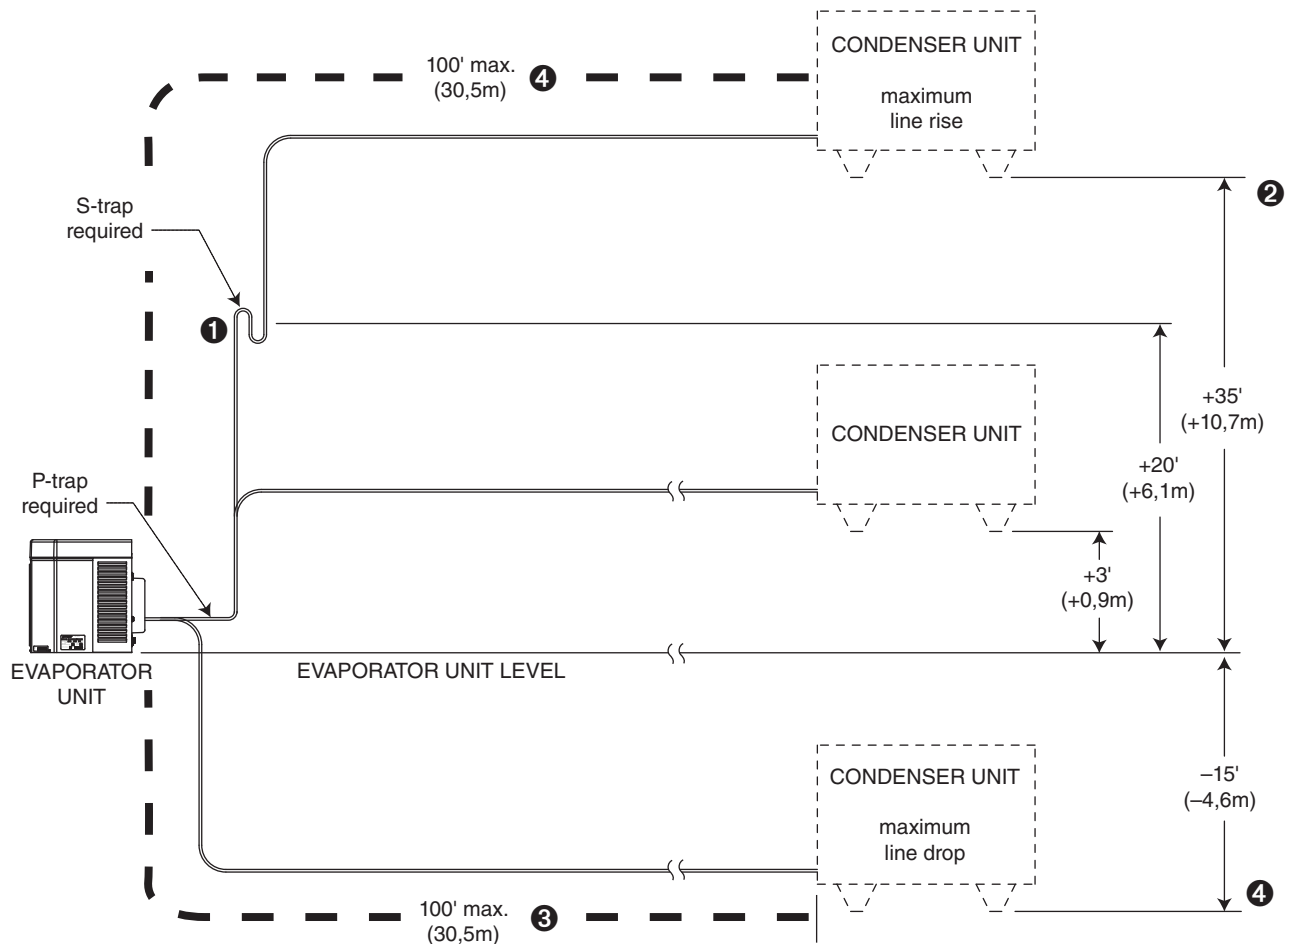 CONDENSER UNIT
maximum
line rise
100' max.
(30,5m)
❹
❷
S-trap
required
❶
+35'
(+10,7m)
CONDENSER UNIT
+20'
(+6,1m)
P-trap
required
+3'
(+0,9m)
EVAPORATOR
UNIT
EVAPORATOR UNIT LEVEL
CONDENSER UNIT
maximum
line drop
–15'
(–4,6m)
❹
100' max.
(30,5m)
❸